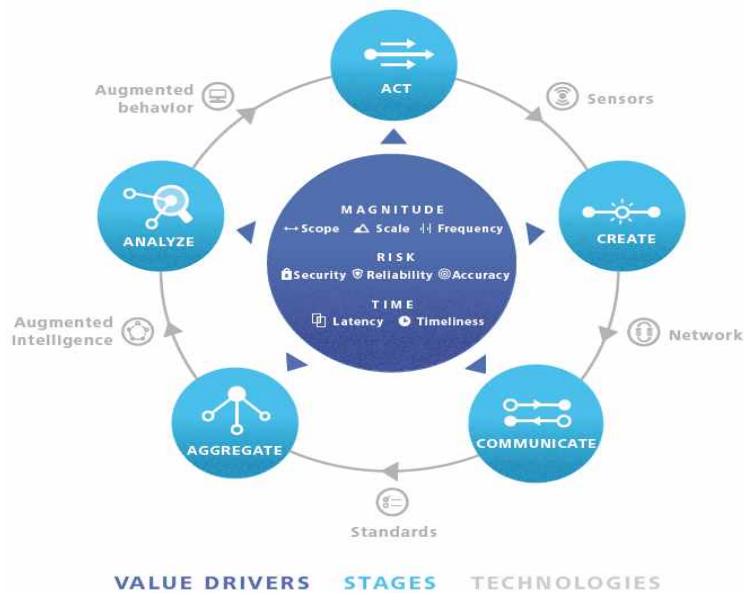 ACT
Augmented
behavior
Sensors
ANALYZE
CREATE
MAGNITUDE
Scope Scale Frequency
RISK
Security Reliability Accuracy
TIME
Latency Timeliness
Augmented
Intelligence
Network
AGGREGATE
COMMUNICATE
Standards
VALUE DRIVERS STAGES TECHNOLOGIES